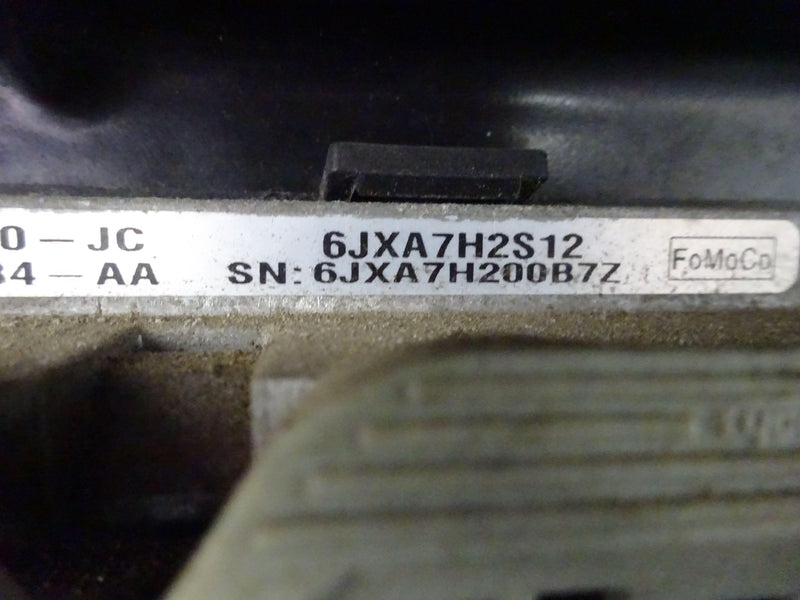 0 – JC 6JXA7H2S12
34 – AA SN: 6JXA7H200B7Z
FoMoCo